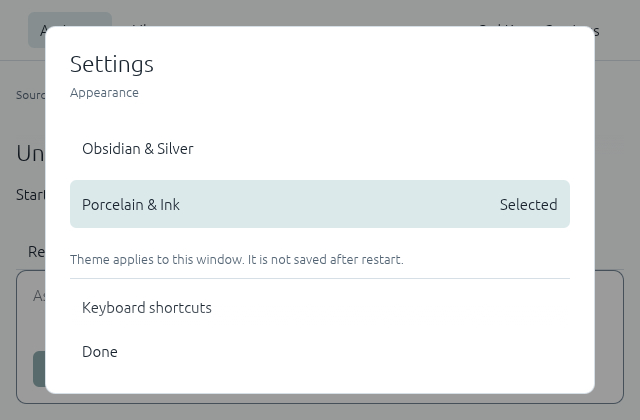 Settings
Appearance
Obsidian & Silver
Porcelain & Ink
Selected
Theme applies to this window. It is not saved after restart.
Keyboard shortcuts
Done